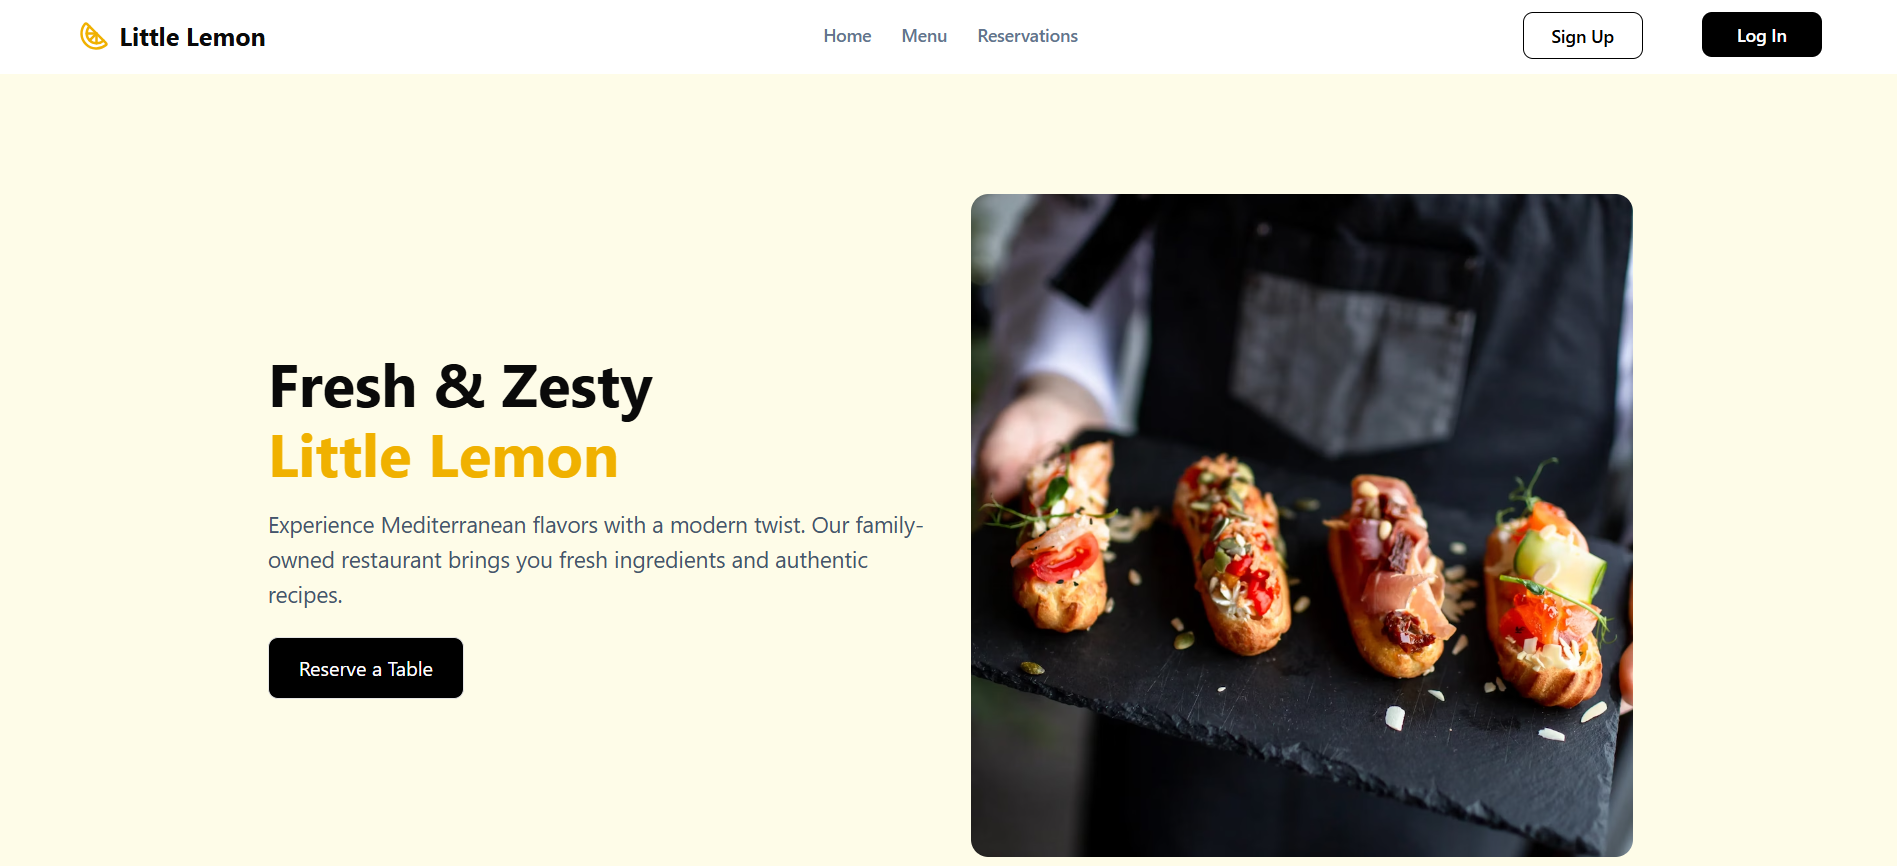 Little Lemon
Home
Menu
Reservations
Sign Up
Log In
Fresh & Zesty
Little Lemon
Experience Mediterranean flavors with a modern twist. Our family-
owned restaurant brings you fresh ingredients and authentic
recipes.
Reserve a Table